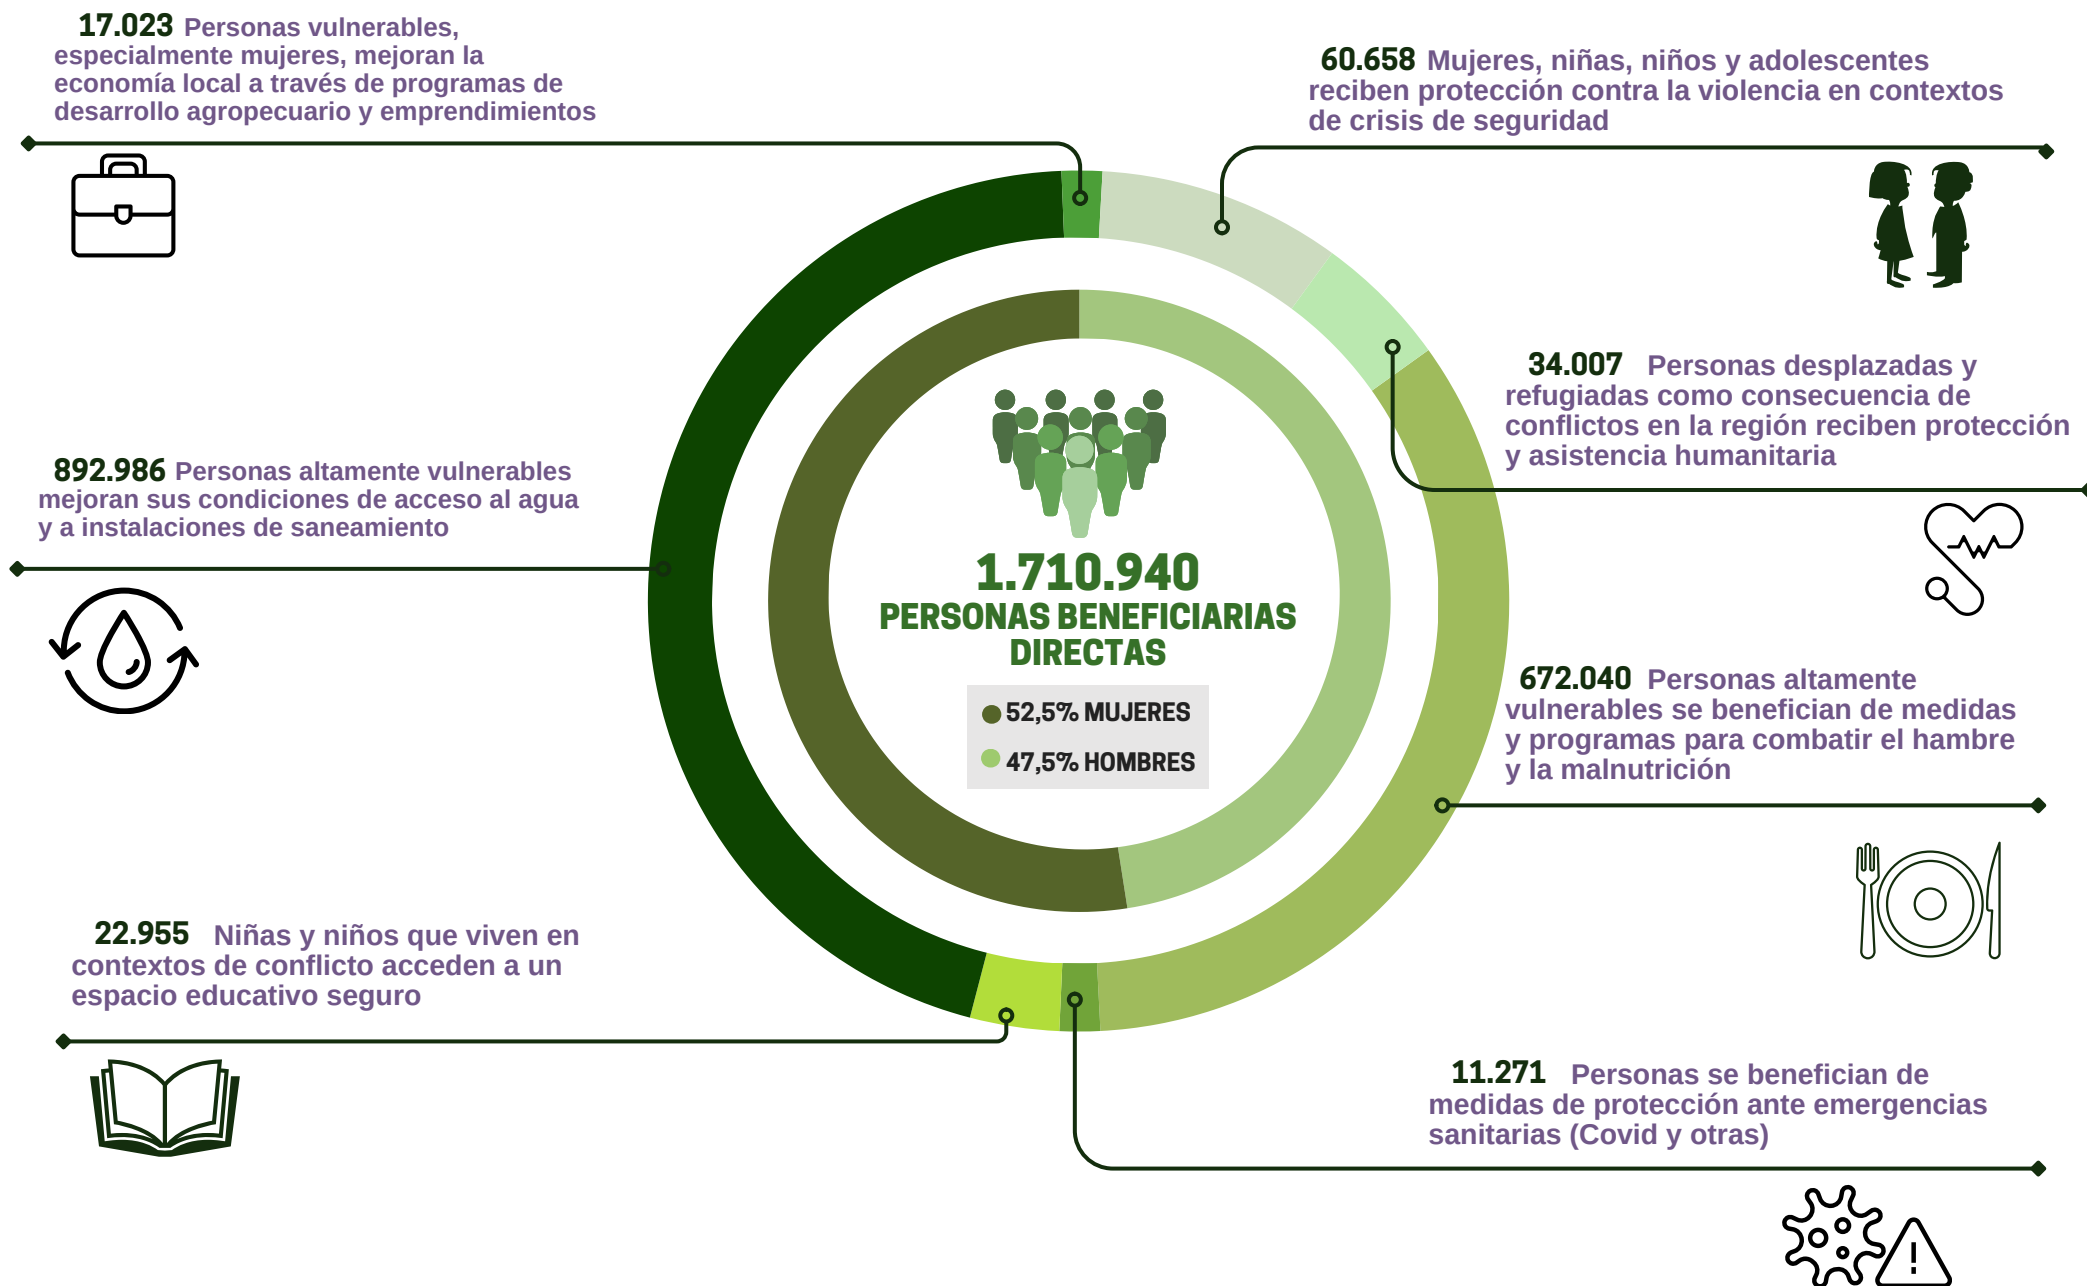 17.023 Personas vulnerables,
especialmente mujeres, mejoran la
economía local a través de programas de
desarrollo agropecuario y emprendimientos
60.658 Mujeres, niñas, niños y adolescentes
reciben protección contra la violencia en contextos
de crisis de seguridad
34.007 Personas desplazadas y
refugiadas como consecuencia de
conflictos en la región reciben protección
y asistencia humanitaria
892.986 Personas altamente vulnerables
mejoran sus condiciones de acceso al agua
y a instalaciones de saneamiento
1.710.940
PERSONAS BENEFICIARIAS
DIRECTAS
52,5% MUJERES
47,5% HOMBRES
672.040 Personas altamente
vulnerables se benefician de medidas
y programas para combatir el hambre
y la malnutrición
22.955 Niñas y niños que viven en
contextos de conflicto acceden a un
espacio educativo seguro
11.271 Personas se benefician de
medidas de protección ante emergencias
sanitarias (Covid y otras)